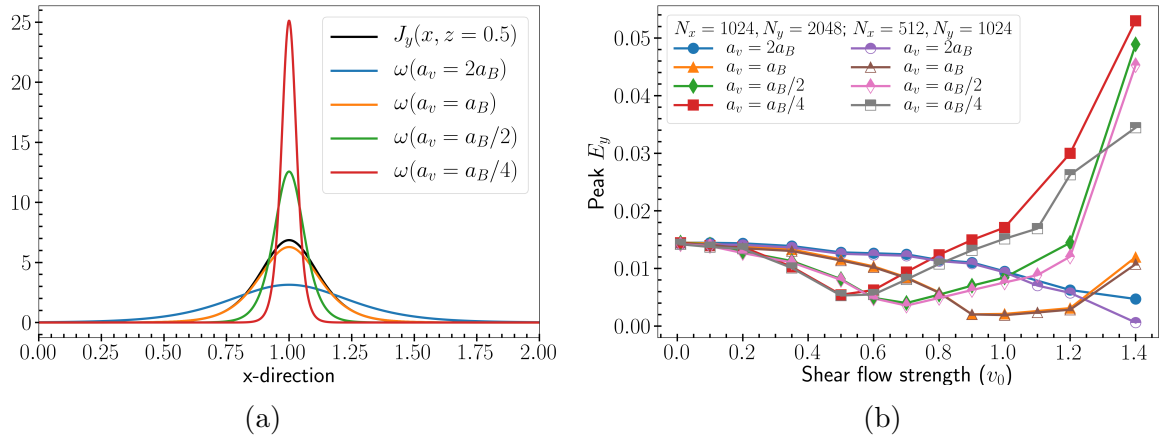 25
20
15
10
5
0
0.00 0.25 0.50 0.75 1.00 1.25 1.50 1.75 2.00
x-direction
J_y(x, z = 0.5)
ω(a_v = 2a_B)
ω(a_v = a_B)
ω(a_v = a_B/2)
ω(a_v = a_B/4)
(a)
Peak E_y
0.05
0.04
0.03
0.02
0.01
0.00
0.0 0.2 0.4 0.6 0.8 1.0 1.2 1.4
Shear flow strength (v_0)
N_x = 1024, N_y = 2048; N_x = 512, N_y = 1024
a_v = 2a_B a_v = 2a_B
a_v = a_B a_v = a_B
a_v = a_B/2 a_v = a_B/2
a_v = a_B/4 a_v = a_B/4
(b)